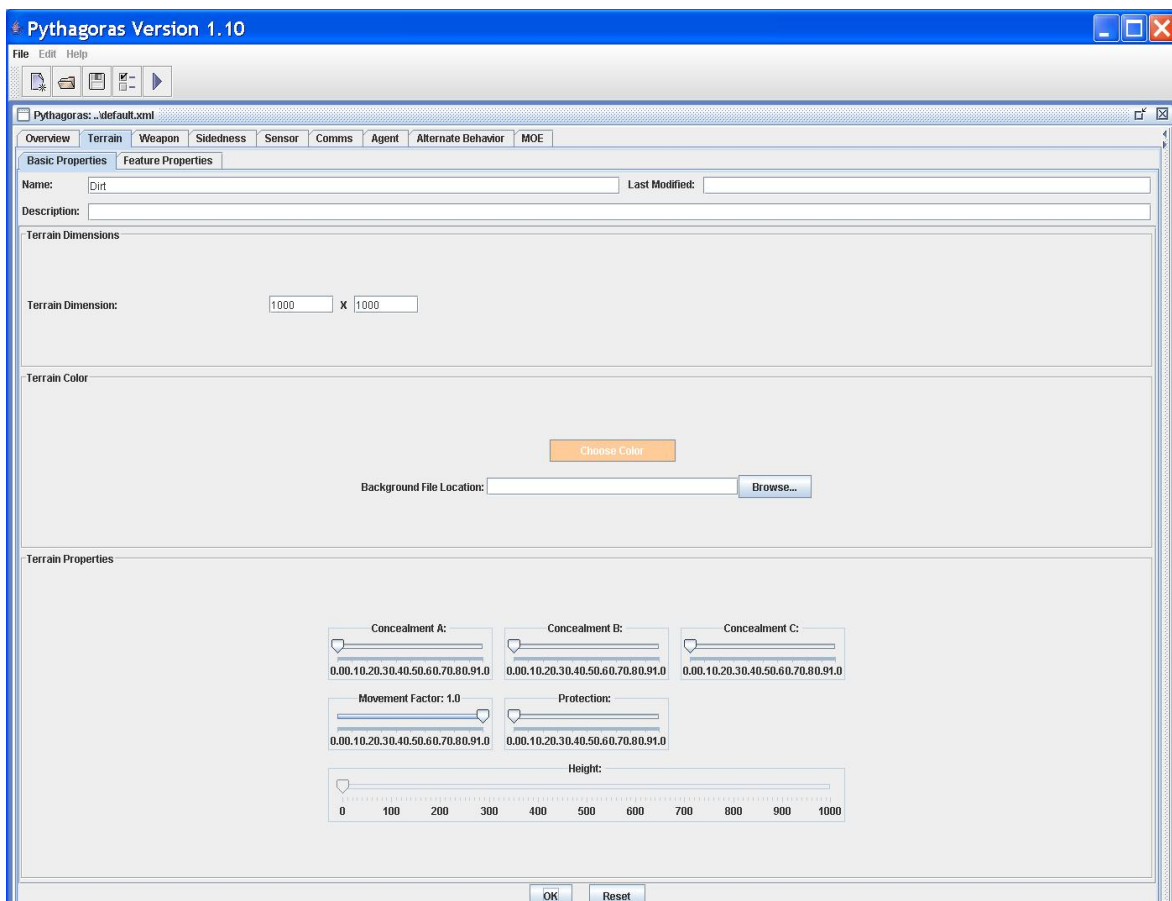 Pythagoras Version 1.10
File Edit Help
Pythagoras: ..\default.xml
Overview Terrain Weapon Sidedness Sensor Comms Agent Alternate Behavior MOE
Basic Properties Feature Properties
Name: Dirt Last Modified:
Description:
Terrain Dimensions
Terrain Dimension: 1000 X 1000
Terrain Color
Choose Color
Background File Location: Browse...
Terrain Properties
Concealment A: Concealment B: Concealment C:
0.00.10.20.30.40.50.60.70.80.91.0 0.00.10.20.30.40.50.60.70.80.91.0 0.00.10.20.30.40.50.60.70.80.91.0
Movement Factor: 1.0 Protection:
0.00.10.20.30.40.50.60.70.80.91.0 0.00.10.20.30.40.50.60.70.80.91.0
Height:
0 100 200 300 400 500 600 700 800 900 1000
OK Reset